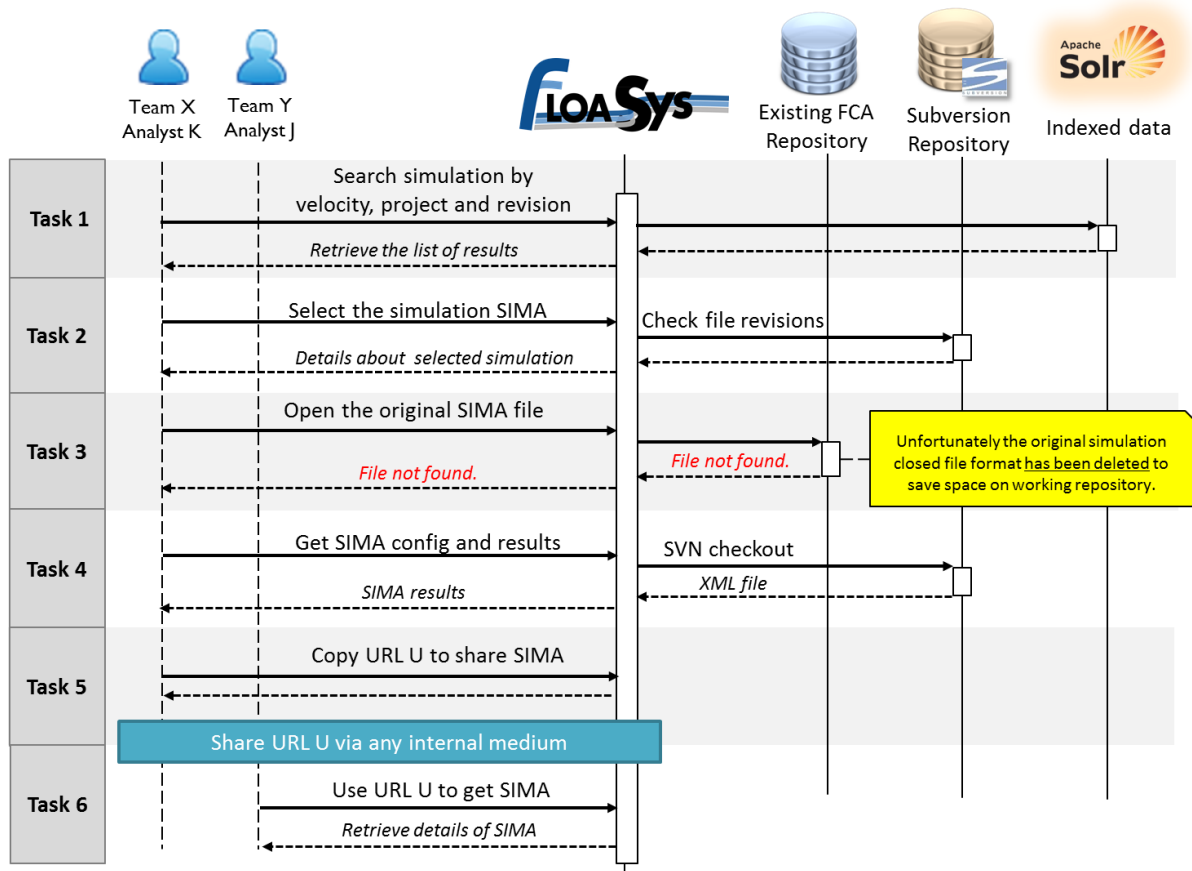 Team X
Analyst K
Team Y
Analyst J
FLOASYS
Existing FCA
Repository
SUBVERSION
Subversion
Repository
Apache
Solr
Indexed data
Task 1
Search simulation by
velocity, project and revision
Retrieve the list of results
Task 2
Select the simulation SIMA
Check file revisions
Details about selected simulation
Task 3
Open the original SIMA file
File not found.
File not found.
Unfortunately the original simulation
closed file format has been deleted to
save space on working repository.
Task 4
Get SIMA config and results
SVN checkout
XML file
SIMA results
Task 5
Copy URL U to share SIMA
Share URL U via any internal medium
Task 6
Use URL U to get SIMA
Retrieve details of SIMA